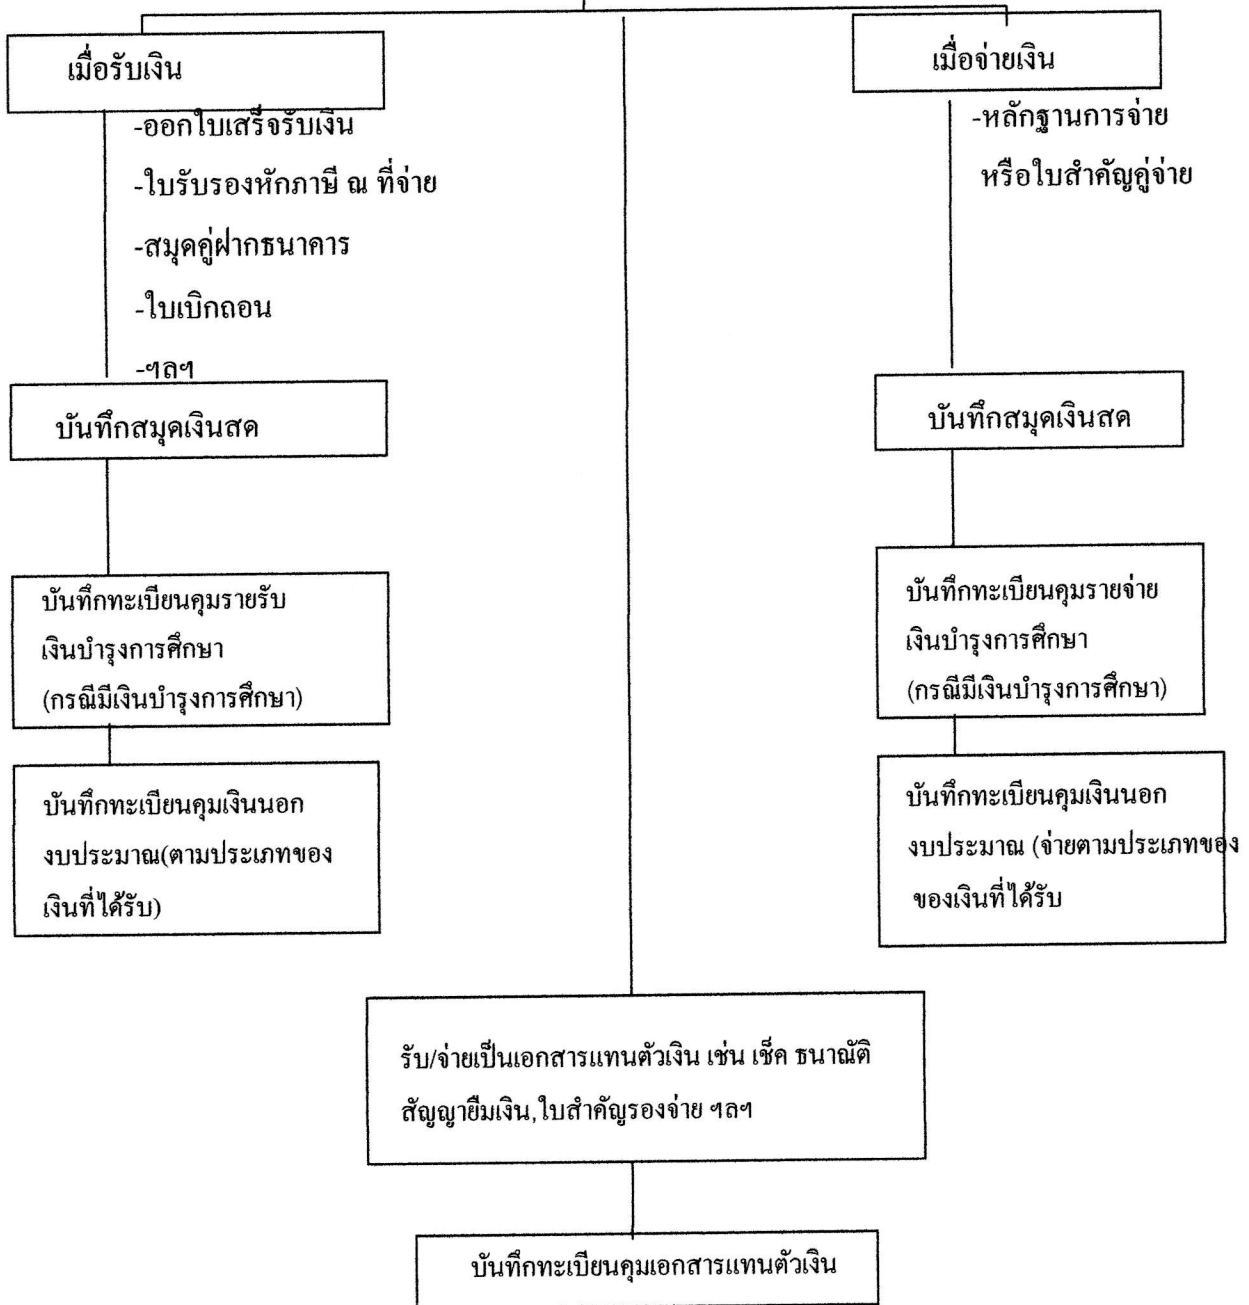 เมื่อรับเงิน
-ออกใบเสร็จรับเงิน
-ใบรับรองหักภาษี ณ ที่จ่าย
-สมุดคู่ฝากธนาคาร
-ใบเบิกถอน
-ฯลฯ
บันทึกสมุดเงินสด
บันทึกทะเบียนคุมรายรับ
เงินบำรุงการศึกษา
(กรณีมีเงินบำรุงการศึกษา)
บันทึกทะเบียนคุมเงินนอก
งบประมาณ(ตามประเภทของ
เงินที่ได้รับ)
เมื่อจ่ายเงิน
-หลักฐานการจ่าย
หรือใบสำคัญคู่จ่าย
บันทึกสมุดเงินสด
บันทึกทะเบียนคุมรายจ่าย
เงินบำรุงการศึกษา
(กรณีมีเงินบำรุงการศึกษา)
บันทึกทะเบียนคุมเงินนอก
งบประมาณ (จ่ายตามประเภทของ
ของเงินที่ได้รับ
รับ/จ่ายเป็นเอกสารแทนตัวเงิน เช่น เช็ค ธนาณัติ
สัญญายืมเงิน,ใบสำคัญรองจ่าย ฯลฯ
บันทึกทะเบียนคุมเอกสารแทนตัวเงิน